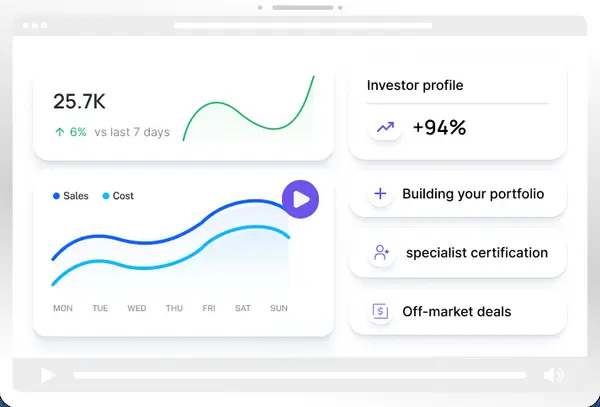 25.7K
↑ 6% vs last 7 days
Investor profile
+94%
Sales Cost
MON TUE WED THU FRI SAT SUN
Building your portfolio
specialist certification
Off-market deals